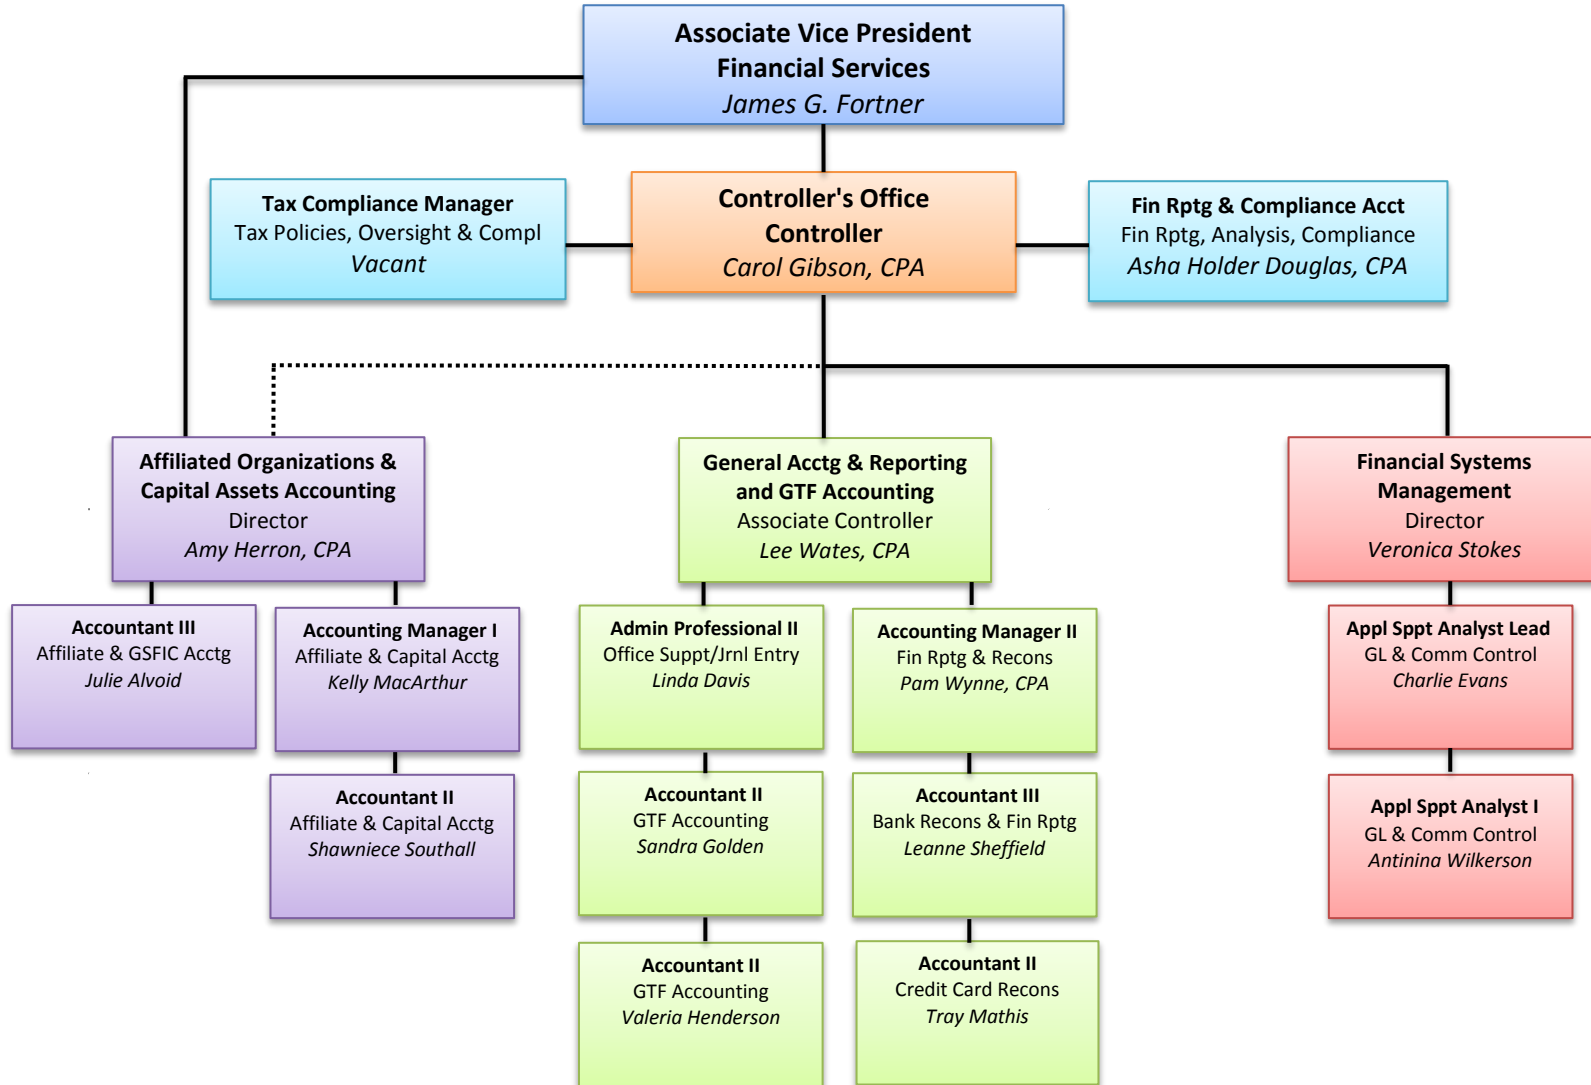 Associate Vice President
Financial Services
James G. Fortner
Tax Compliance Manager
Tax Policies, Oversight & Compl
Vacant
Controller's Office
Controller
Carol Gibson, CPA
Fin Rptg & Compliance Acct
Fin Rptg, Analysis, Compliance
Asha Holder Douglas, CPA
Affiliated Organizations &
Capital Assets Accounting
Director
Amy Herron, CPA
General Acctg & Reporting
and GTF Accounting
Associate Controller
Lee Wates, CPA
Financial Systems
Management
Director
Veronica Stokes
Accountant III
Affiliate & GSFIC Acctg
Julie Alvoid
Accounting Manager I
Affiliate & Capital Acctg
Kelly MacArthur
Admin Professional II
Office Suppt/Jrnl Entry
Linda Davis
Accounting Manager II
Fin Rptg & Recons
Pam Wynne, CPA
Appl Sppt Analyst Lead
GL & Comm Control
Charlie Evans
Accountant II
Affiliate & Capital Acctg
Shawniece Southall
Accountant II
GTF Accounting
Sandra Golden
Accountant III
Bank Recons & Fin Rptg
Leanne Sheffield
Appl Sppt Analyst I
GL & Comm Control
Antinina Wilkerson
Accountant II
GTF Accounting
Valeria Henderson
Accountant II
Credit Card Recons
Tray Mathis